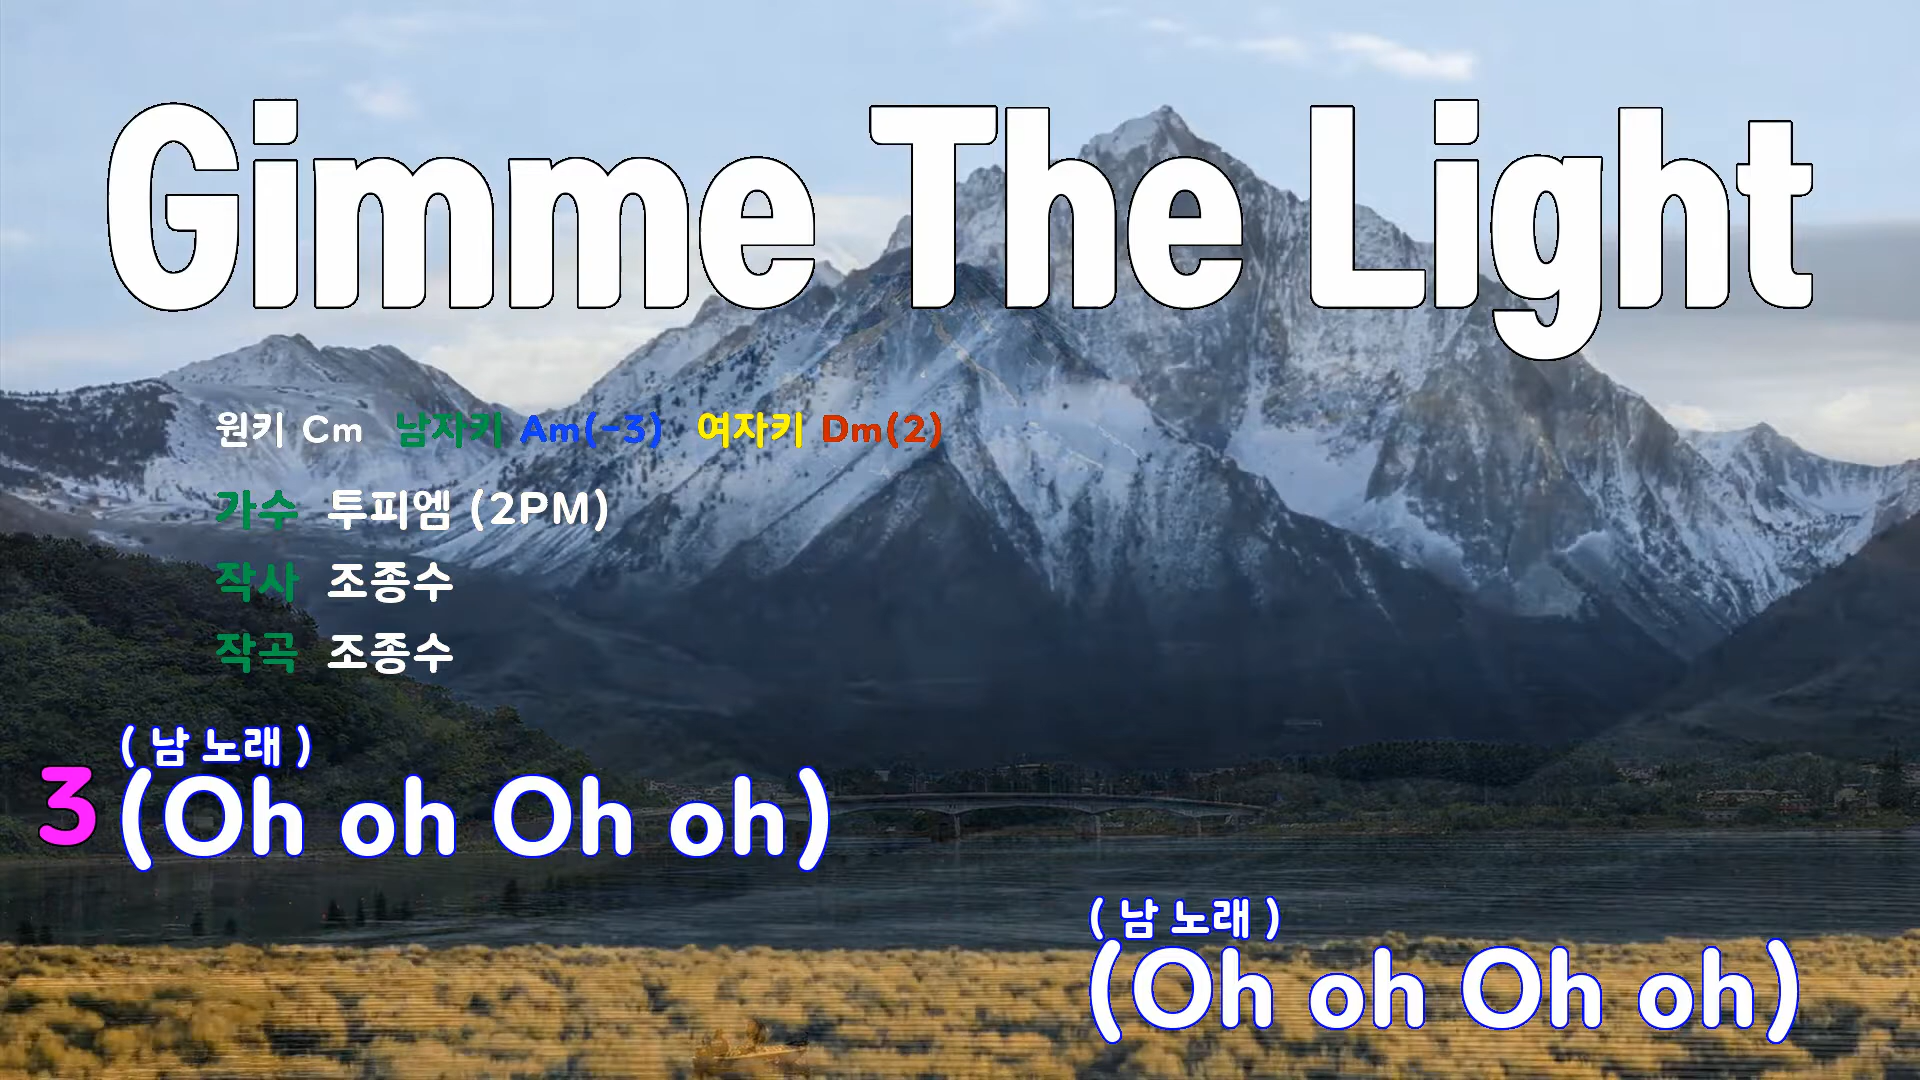 Gimme The Light
원키 Cm 남자키 Am(-3) 여자키 Dm(2)
가수 투피엠 (2PM)
작사 조종수
작곡 조종수
( 남 노래 )
3 (Oh oh Oh oh)
( 남 노래 )
(Oh oh Oh oh)